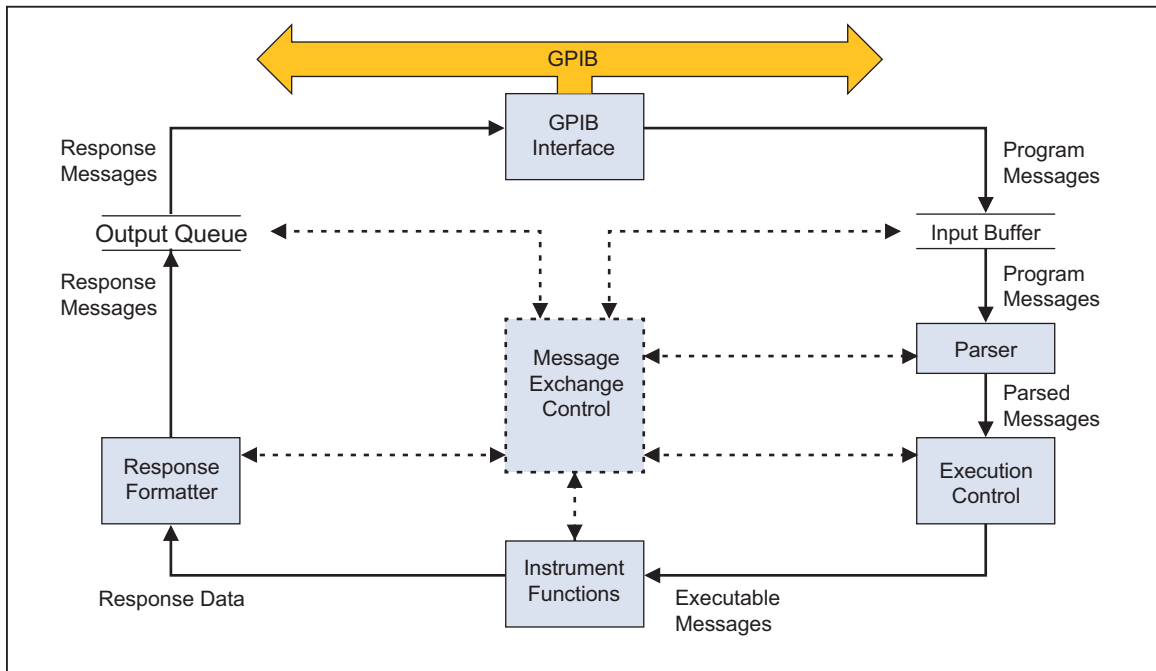 GPIB
GPIB
Interface
Response
Messages
Program
Messages
Output Queue
Input Buffer
Response
Messages
Program
Messages
Message
Exchange
Control
Parser
Parsed
Messages
Response
Formatter
Execution
Control
Instrument
Functions
Response Data
Executable
Messages